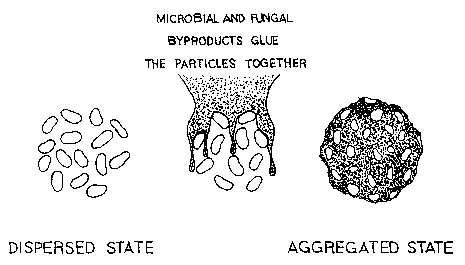 MICROBIAL AND FUNGAL
BYPRODUCTS GLUE
THE PARTICLES TOGETHER
DISPERSED STATE
AGGREGATED STATE